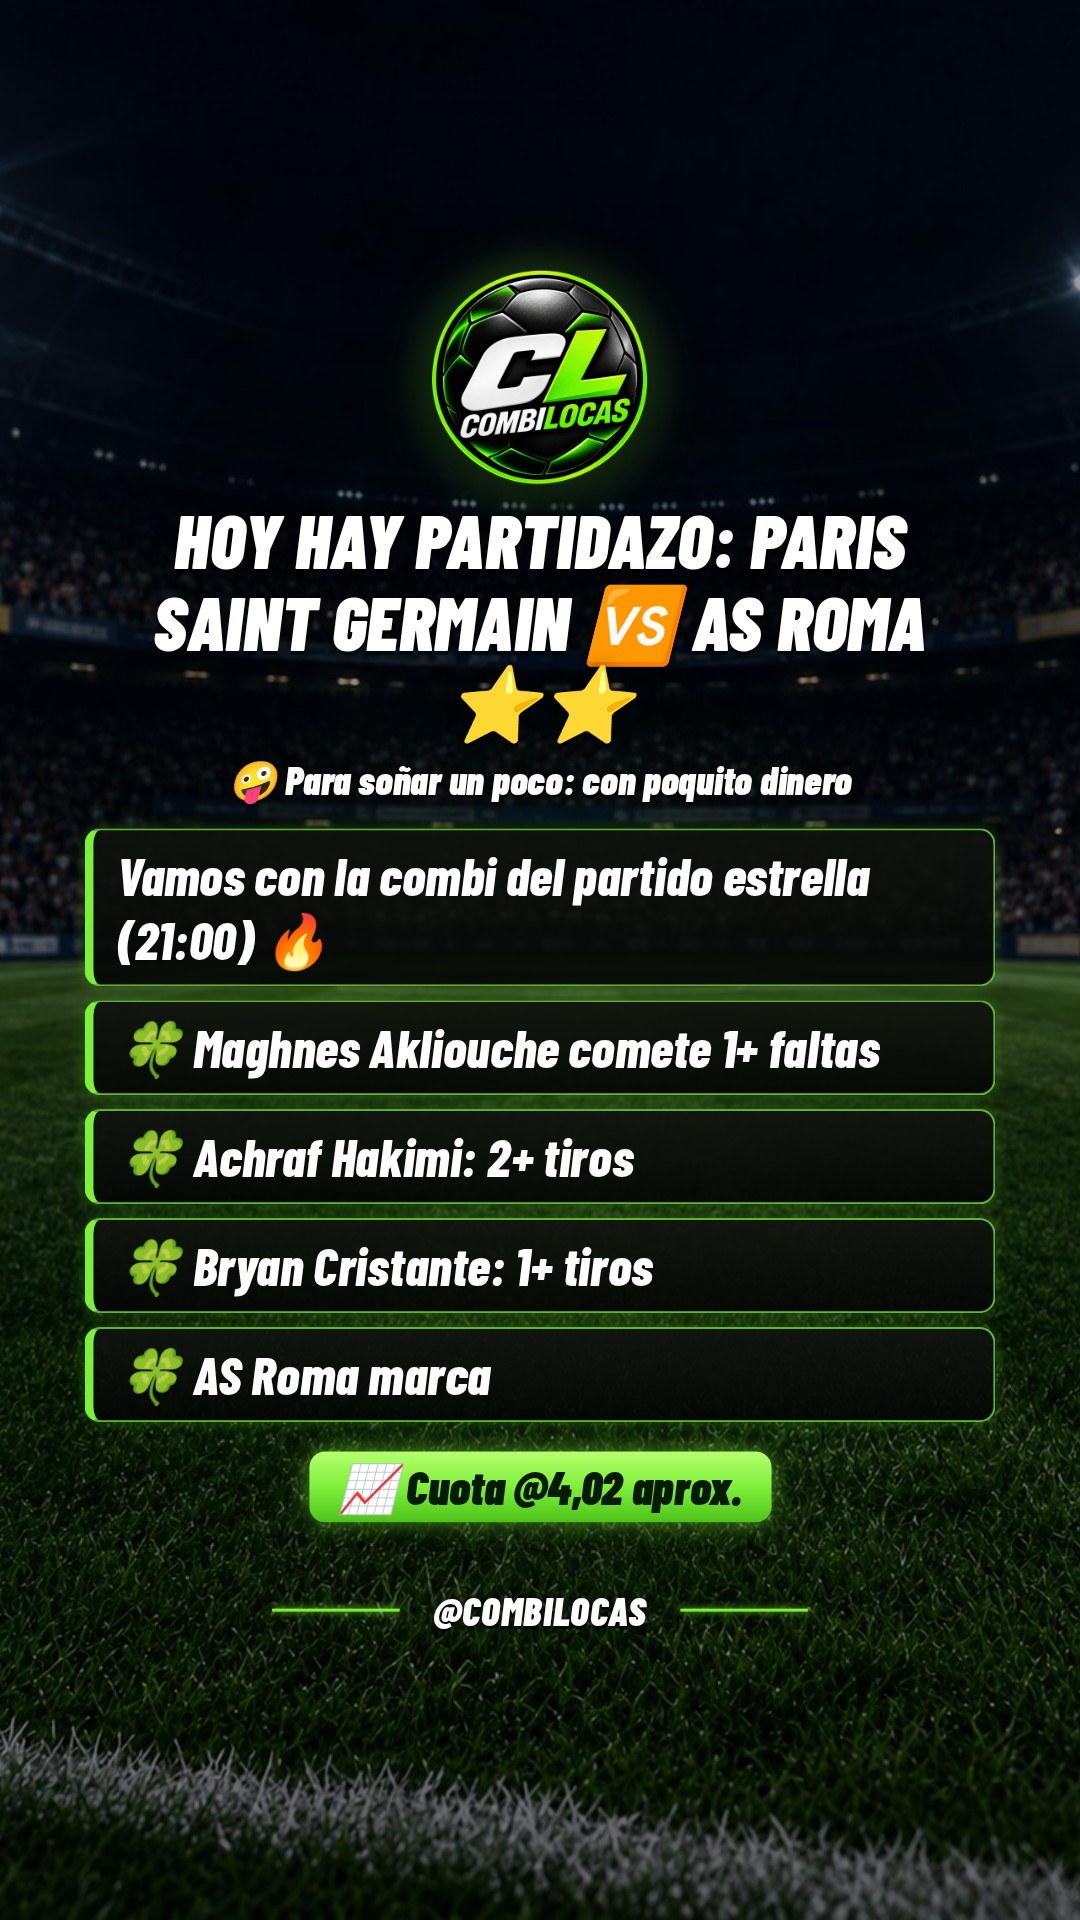 CL
COMBILOCAS
HOY HAY PARTIDAZO: PARIS
SAINT GERMAIN 🆚 AS ROMA
⭐⭐
🤪 Para soñar un poco: con poquito dinero
Vamos con la combi del partido estrella
(21:00) 🔥
🍀 Maghnes Akliouche comete 1+ faltas
🍀 Achraf Hakimi: 2+ tiros
🍀 Bryan Cristante: 1+ tiros
🍀 AS Roma marca
📈 Cuota @4,02 aprox.
@COMBILOCAS